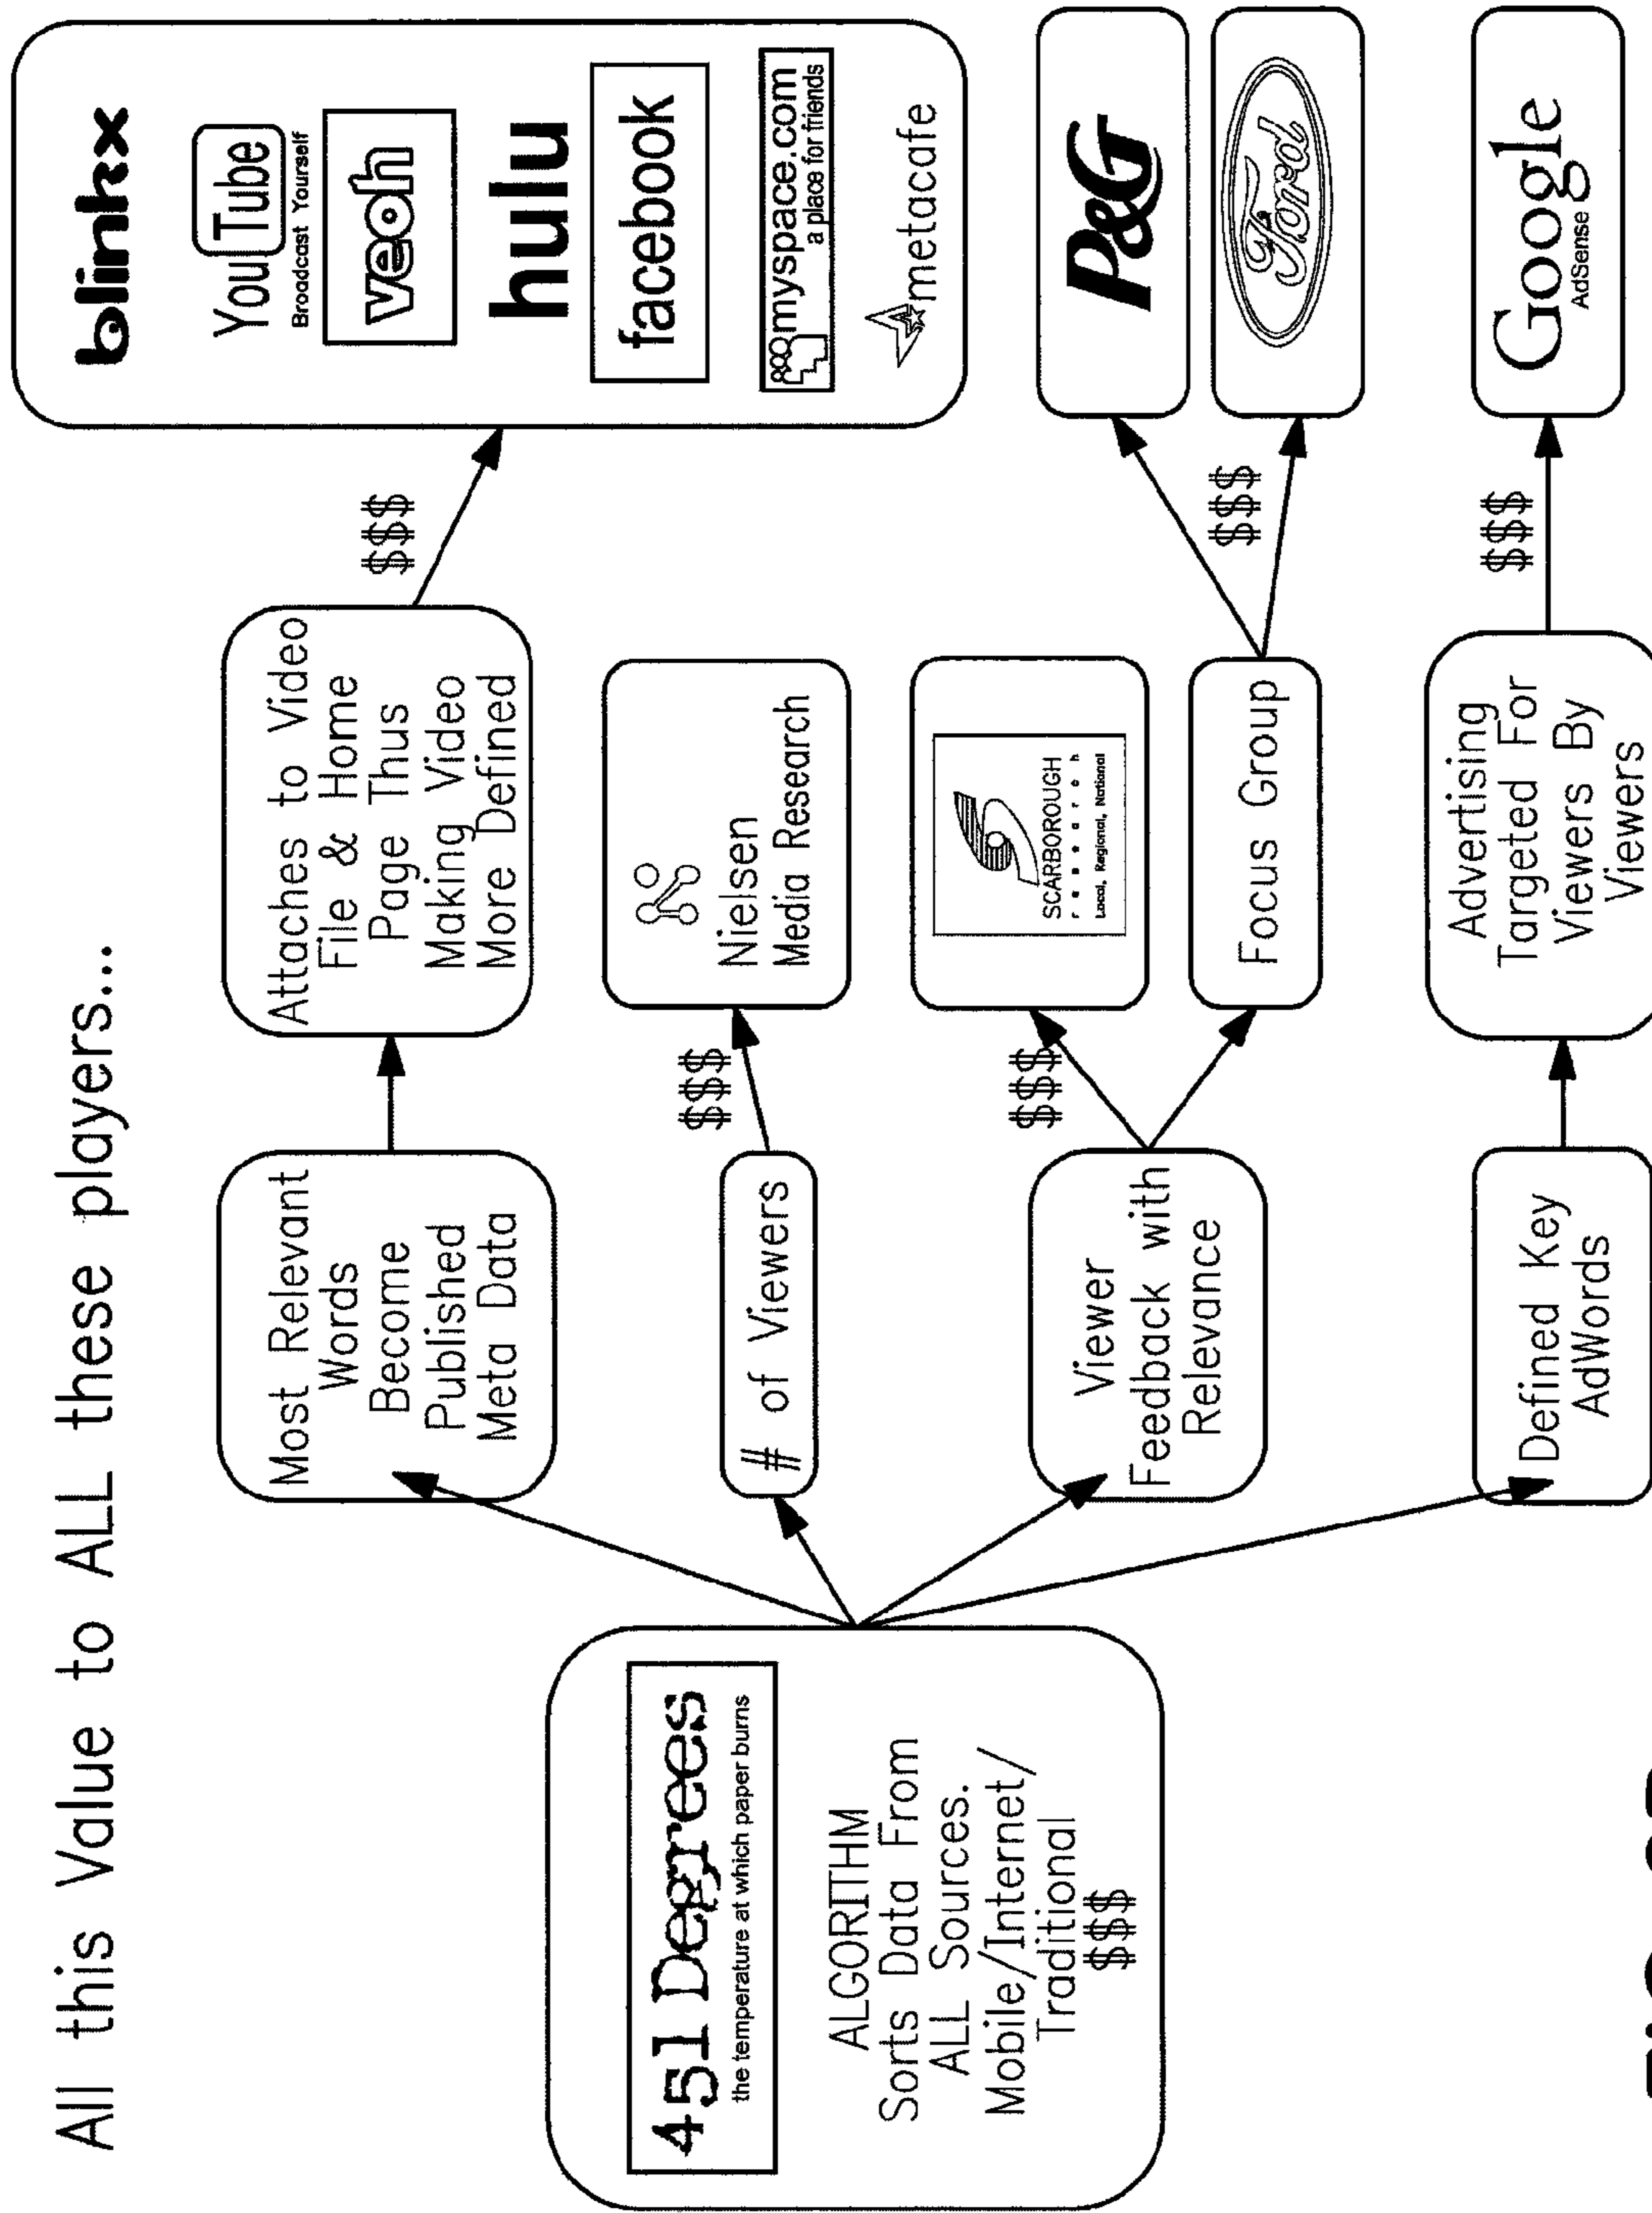 All this Value to ALL these players...
451 Degrees
the temperature at which paper burns
ALGORITHM
Sorts Data From
ALL Sources.
Mobile/Internet/
Traditional
$$$
Most Relevant
Words
Become
Published
Meta Data
Attaches to Video
File & Home
Page Thus
Making Video
More Defined
$$$
blinkx
YouTube
Broadcast Yourself
veoh
hulu
facebook
myspace.com
a place for friends
metacafe
# of Viewers
$$$
Nielsen
Media Research
Viewer
Feedback with
Relevance
$$$
SCARBOROUGH
research
Local, Regional, National
Focus Group
$$$
P&G
Ford
Defined Key
AdWords
Advertising
Targeted For
Viewers By
Viewers
$$$
Google
AdSense